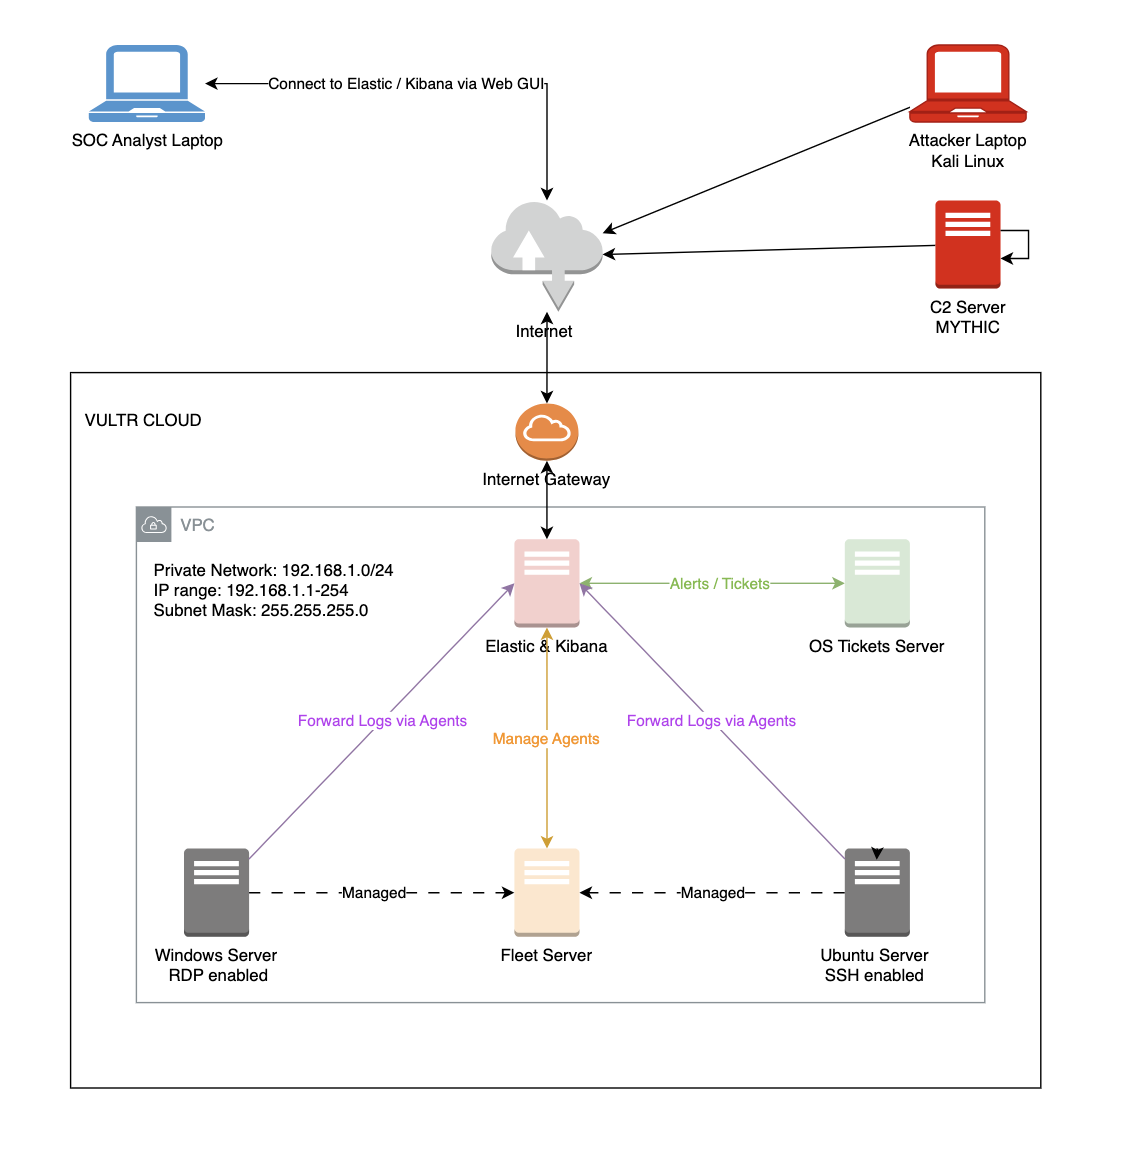 Connect to Elastic / Kibana via Web GUI
SOC Analyst Laptop
Attacker Laptop
Kali Linux
C2 Server
MYTHIC
Internet
VULTR CLOUD
Internet Gateway
VPC
Private Network: 192.168.1.0/24
IP range: 192.168.1.1-254
Subnet Mask: 255.255.255.0
Alerts / Tickets
Elastic & Kibana
OS Tickets Server
Forward Logs via Agents
Forward Logs via Agents
Manage Agents
Managed
Managed
Windows Server
RDP enabled
Fleet Server
Ubuntu Server
SSH enabled